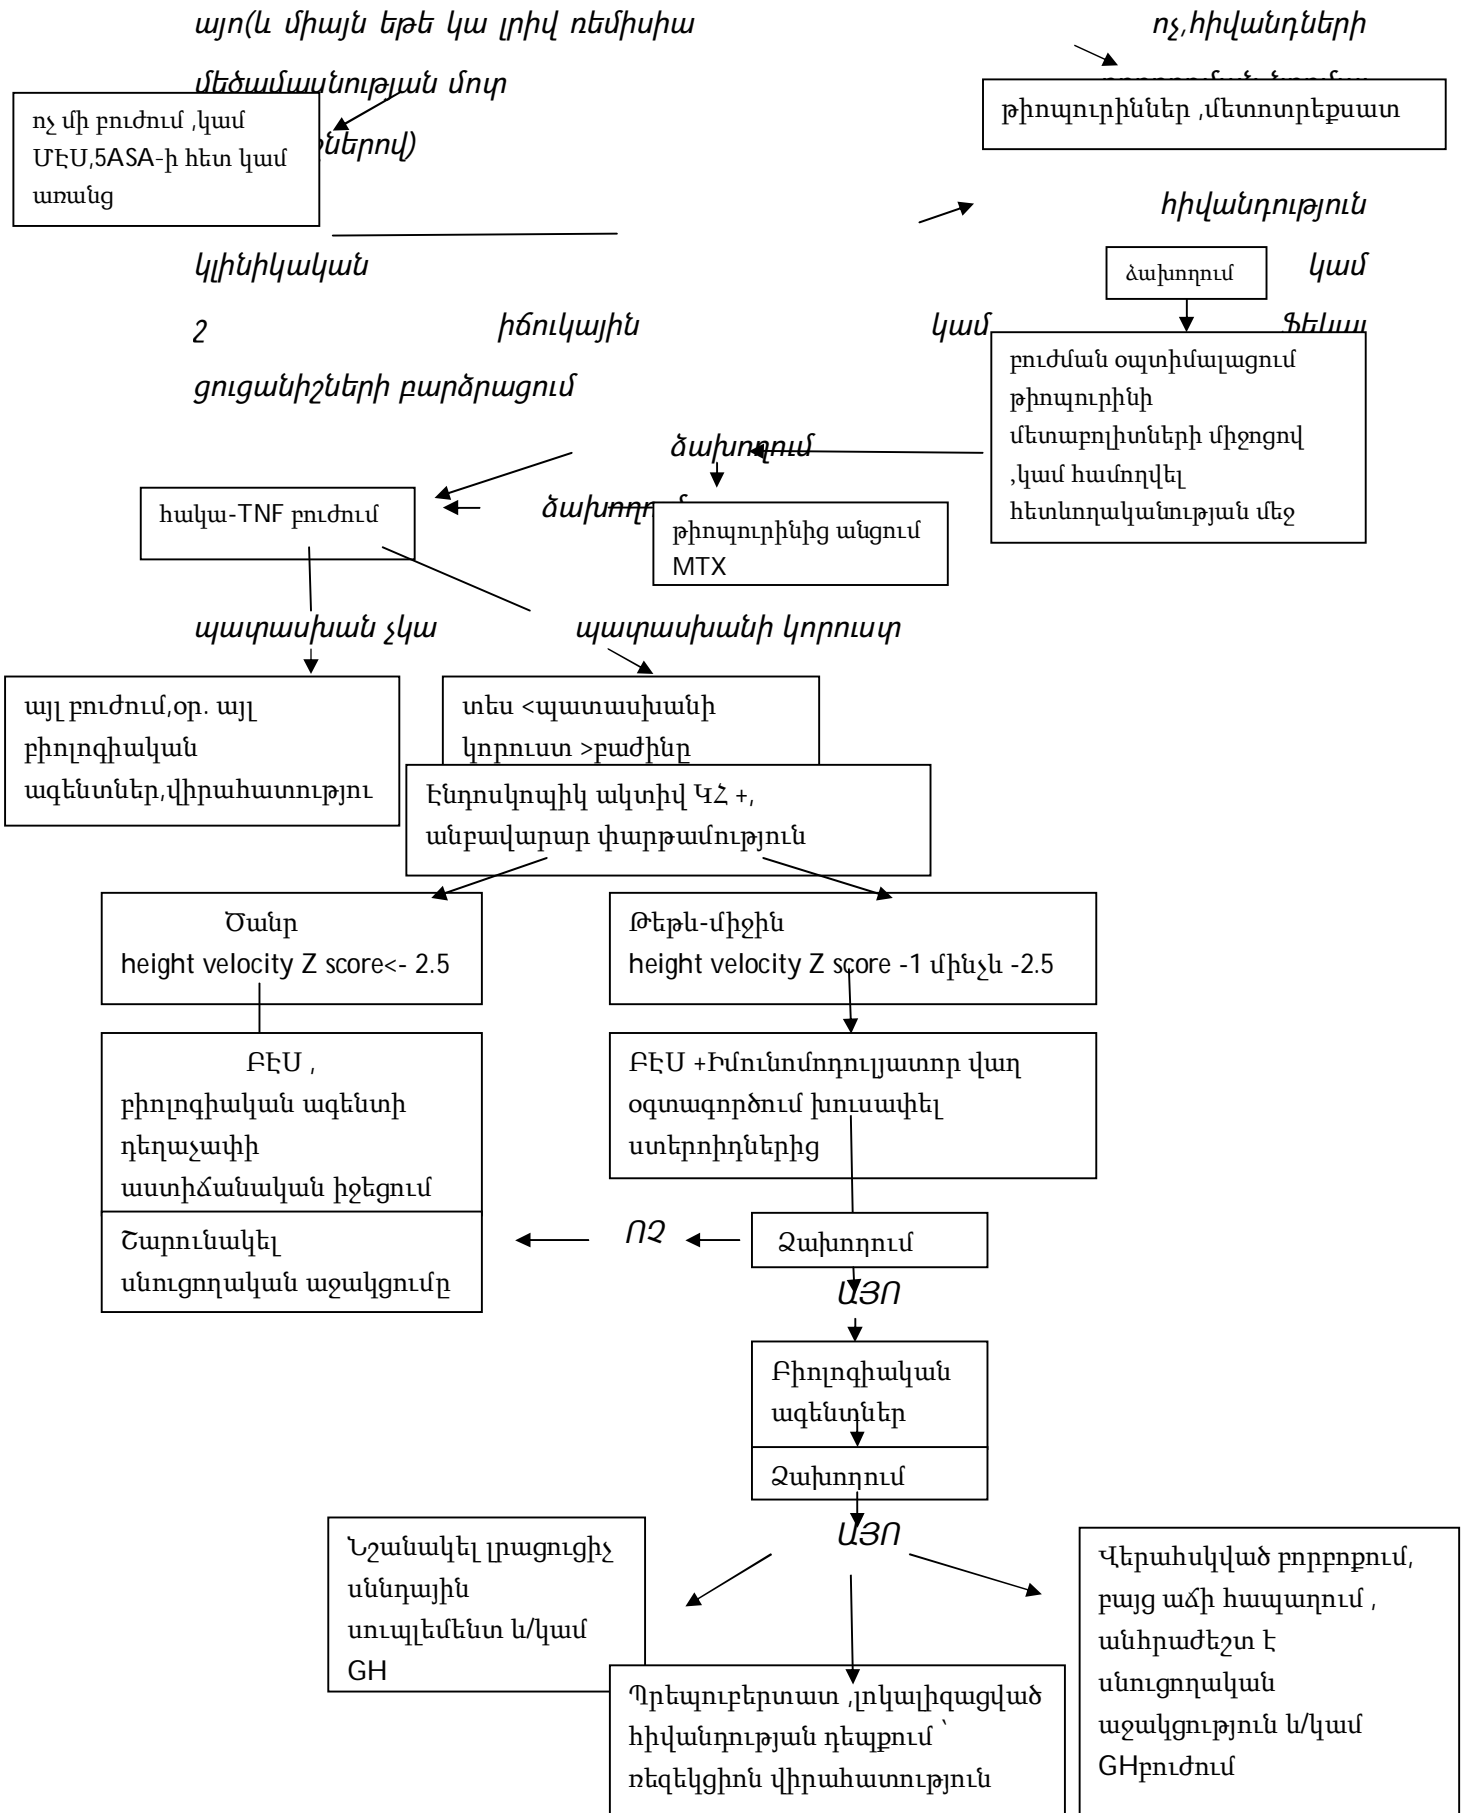 այո(և միայն եթե կա լրիվ ռեմիսիա ոչ,հիվանդների
մեծամասնության մոտ
թիոպուրիններ ,մետոտրեքսատ
ոչ մի բուժում ,կամ
ՄԷՍ,5ASA-ի հետ կամ
առանց
հիվանդություն
կլինիկական կամ
ձախողում
2 իճուկային կամ
ցուցանիշների բարձրացում
բուժման օպտիմալացում
թիոպուրինի
մետաբոլիտների միջոցով
,կամ համողվել
հետևողականության մեջ
ձախողում
հակա-TNF բուժում
թիոպուրինից անցում
MTX
պատասխան չկա պատասխանի կորուստ
այլ բուժում,օր. այլ
բիոլոգիական
ագենտներ,վիրահատությու
տես <պատասխանի
կորուստ >բաժինը
Էնդոսկոպիկ ակտիվ ԿՀ +,
անբավարար փարթամություն
Ծանր
height velocity Z score<- 2.5
Թեթև-միջին
height velocity Z score -1 մինչև -2.5
ԲԷՍ ,
բիոլոգիական ագենտի
դեղաչափի
աստիճանական իջեցում
ԲԷՍ +Իմունոմոդուլյատոր վաղ
օգտագործում խուսափել
ստերոիդներից
Շարունակել
սնուցողական աջակցումը
ՈՉ
Ձախողում
ԱՅՈ
Բիոլոգիական
ագենտներ
Ձախողում
ԱՅՈ
Նշանակել լրացուցիչ
սննդային
սուպլեմենտ և/կամ
GH
Պրեպուբերտատ ,լոկալիզացված
հիվանդության դեպքում `
ռեզեկցիոն վիրահատություն
Վերահսկված բորբոքում,
բայց աճի հապաղում ,
անհրաժեշտ է
սնուցողական
աջակցություն և/կամ
GHբուժում